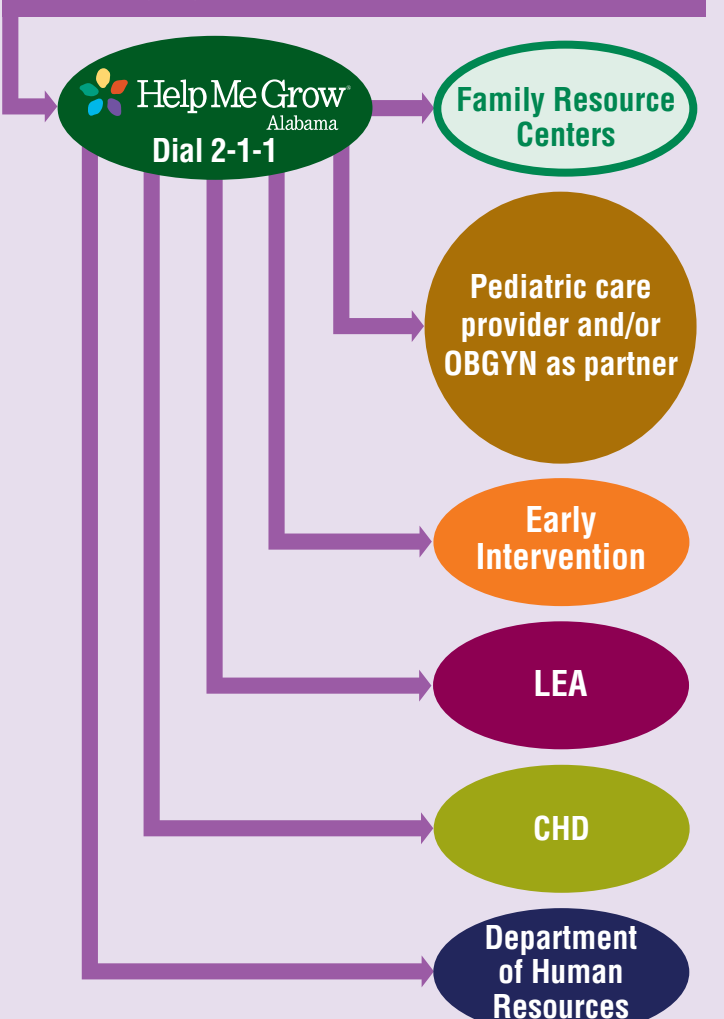 Help Me Grow®
Alabama
Dial 2-1-1
Family Resource
Centers
Pediatric care
provider and/or
OBGYN as partner
Early
Intervention
LEA
CHD
Department
of Human
Resources